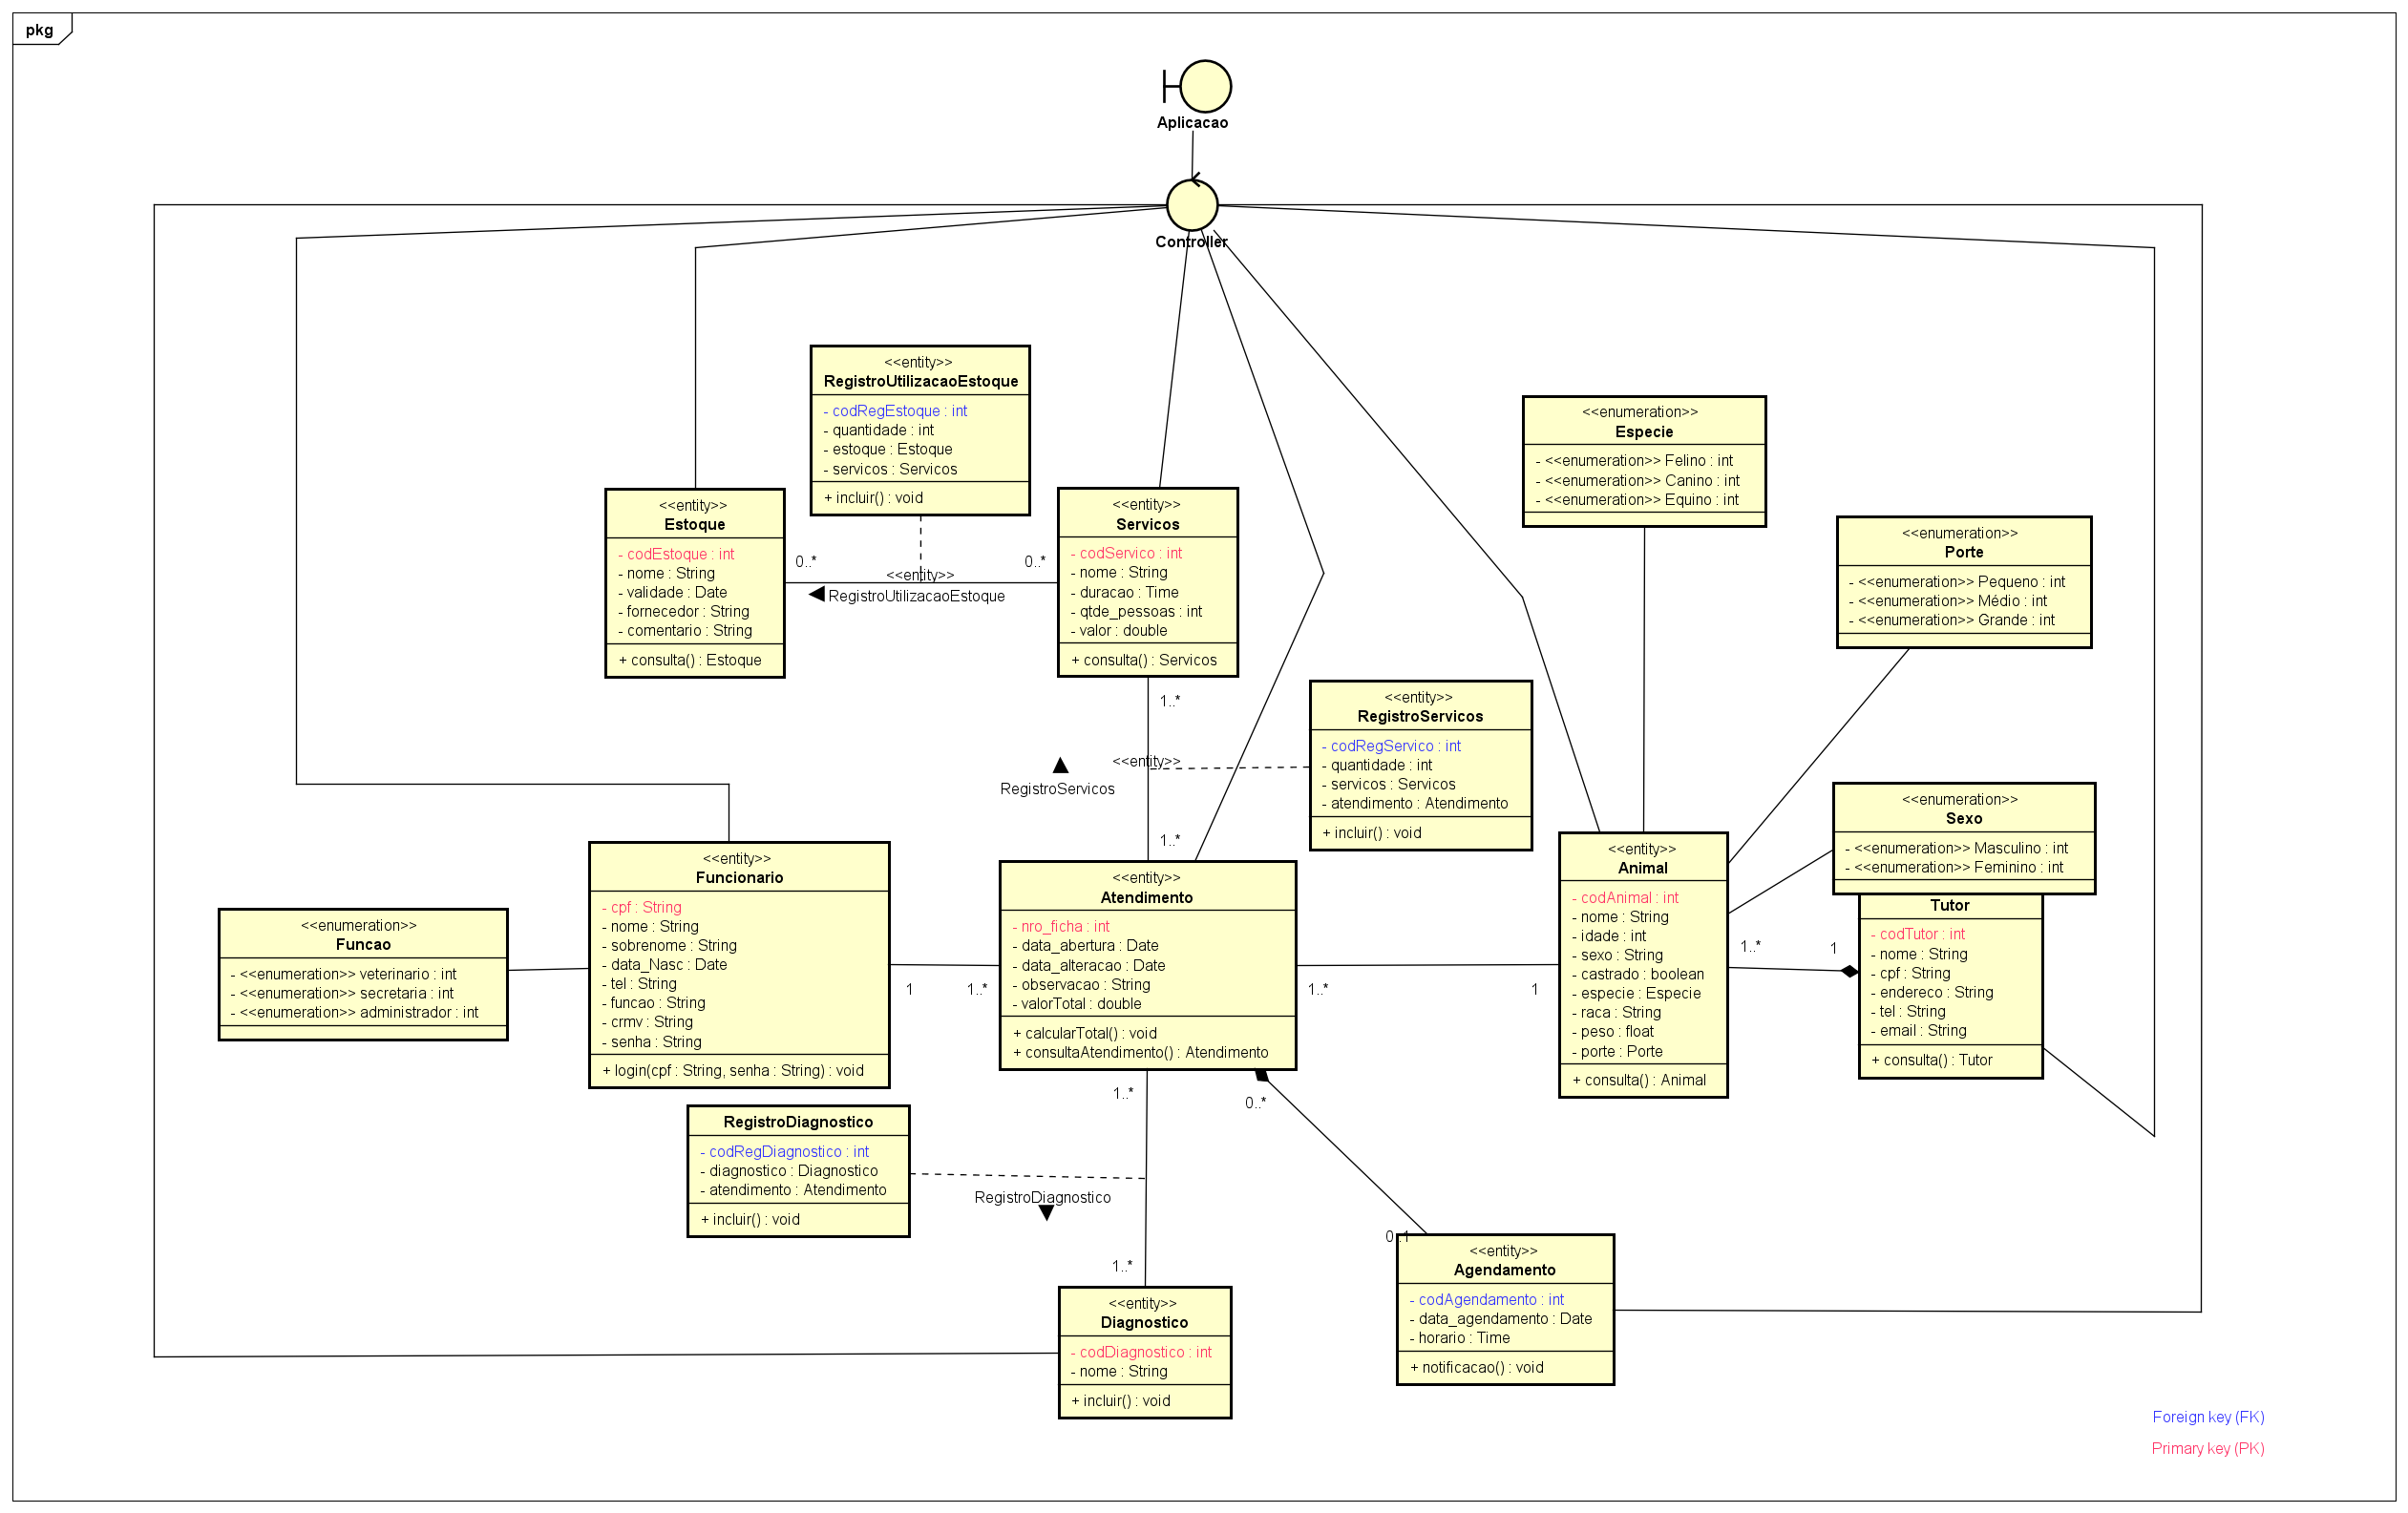 pkg
Aplicacao
Controller
<<entity>>
RegistroUtilizacaoEstoque
- codRegEstoque : int
- quantidade : int
- estoque : Estoque
- servicos : Servicos
+ incluir() : void
<<entity>>
Estoque
- codEstoque : int
- nome : String
- validade : Date
- fornecedor : String
- comentario : String
+ consulta() : Estoque
0..*
0..*
<<entity>>
RegistroUtilizacaoEstoque
<<entity>>
Servicos
- codServico : int
- nome : String
- duracao : Time
- qtde_pessoas : int
- valor : double
+ consulta() : Servicos
<<enumeration>>
Especie
- <<enumeration>> Felino : int
- <<enumeration>> Canino : int
- <<enumeration>> Equino : int
<<enumeration>>
Porte
- <<enumeration>> Pequeno : int
- <<enumeration>> Médio : int
- <<enumeration>> Grande : int
1..*
<<entity>>
RegistroServicos
1..*
<<entity>>
RegistroServicos
- codRegServico : int
- quantidade : int
- servicos : Servicos
- atendimento : Atendimento
+ incluir() : void
<<enumeration>>
Sexo
- <<enumeration>> Masculino : int
- <<enumeration>> Feminino : int
<<enumeration>>
Funcao
- <<enumeration>> veterinario : int
- <<enumeration>> secretaria : int
- <<enumeration>> administrador : int
<<entity>>
Funcionario
- cpf : String
- nome : String
- sobrenome : String
- data_Nasc : Date
- tel : String
- funcao : String
- crmv : String
- senha : String
+ login(cpf : String, senha : String) : void
1
1..*
<<entity>>
Atendimento
- nro_ficha : int
- data_abertura : Date
- data_alteracao : Date
- observacao : String
- valorTotal : double
+ calcularTotal() : void
+ consultaAtendimento() : Atendimento
1..*
1
<<entity>>
Animal
- codAnimal : int
- nome : String
- idade : int
- sexo : String
- castrado : boolean
- especie : Especie
- raca : String
- peso : float
- porte : Porte
+ consulta() : Animal
1..*
1
Tutor
- codTutor : int
- nome : String
- cpf : String
- endereco : String
- tel : String
- email : String
+ consulta() : Tutor
RegistroDiagnostico
- codRegDiagnostico : int
- diagnostico : Diagnostico
- atendimento : Atendimento
+ incluir() : void
1..*
RegistroDiagnostico
1..*
0..*
0..1
<<entity>>
Diagnostico
- codDiagnostico : int
- nome : String
+ incluir() : void
<<entity>>
Agendamento
- codAgendamento : int
- data_agendamento : Date
- horario : Time
+ notificacao() : void
Foreign key (FK)
Primary key (PK)